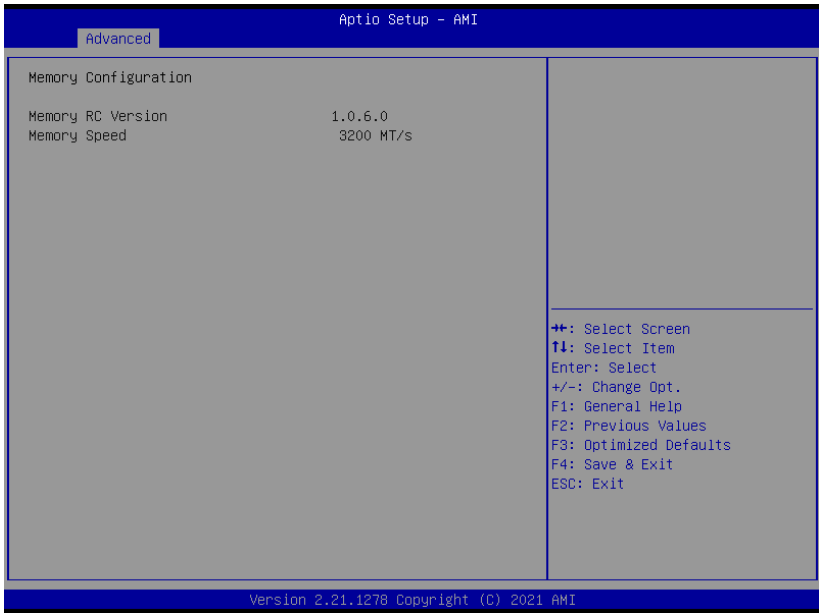 Aptio Setup – AMI
Advanced
Memory Configuration
Memory RC Version 1.0.6.0
Memory Speed 3200 MT/s
→←: Select Screen
↑↓: Select Item
Enter: Select
+/-: Change Opt.
F1: General Help
F2: Previous Values
F3: Optimized Defaults
F4: Save & Exit
ESC: Exit
Version 2.21.1278 Copyright (C) 2021 AMI